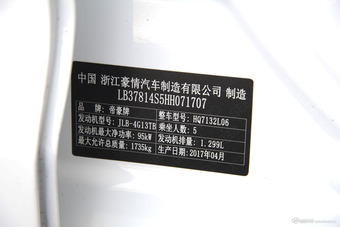 中国 浙江豪情汽车制造有限公司 制造
LB37814S5HH071707
品牌：帝豪牌 整车型号：HQ7132L06
发动机型号：JLB-4G13TB 乘坐人数：5
发动机最大净功率：95kW 发动机排量：1.299L
最大允许总质量：1735kg 生产日期：2017年04月